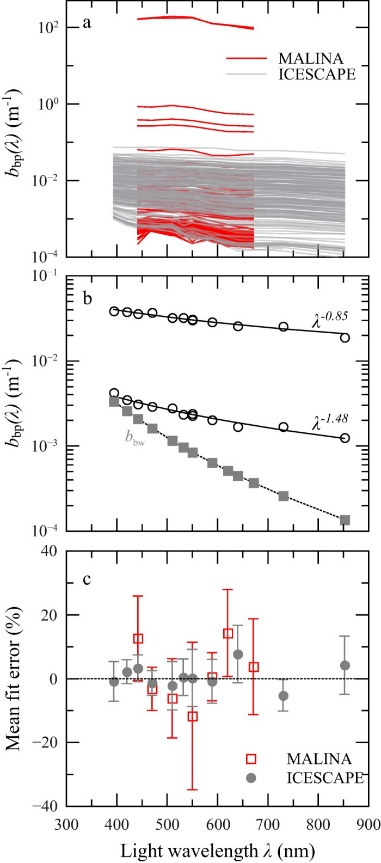 a
10²
10⁰
10⁻²
10⁻⁴
b_bp(λ) (m⁻¹)
MALINA
ICESCAPE
b
10⁻¹
10⁻²
10⁻³
10⁻⁴
b_bp(λ) (m⁻¹)
λ^-0.85
λ^-1.48
b_bw
c
40
20
0
−20
−40
Mean fit error (%)
MALINA
ICESCAPE
300 400 500 600 700 800 900
Light wavelength λ (nm)